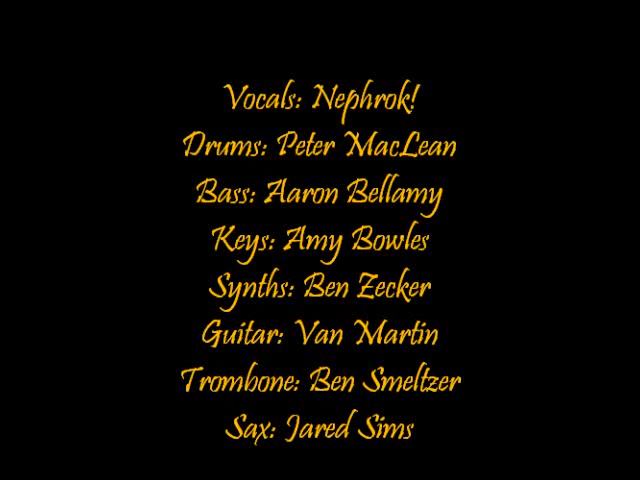 Vocals: Nephrok!
Drums: Peter MacLean
Bass: Aaron Bellamy
Keys: Amy Bowles
Synths: Ben Zecker
Guitar: Van Martin
Trombone: Ben Smeltzer
Sax: Jared Sims